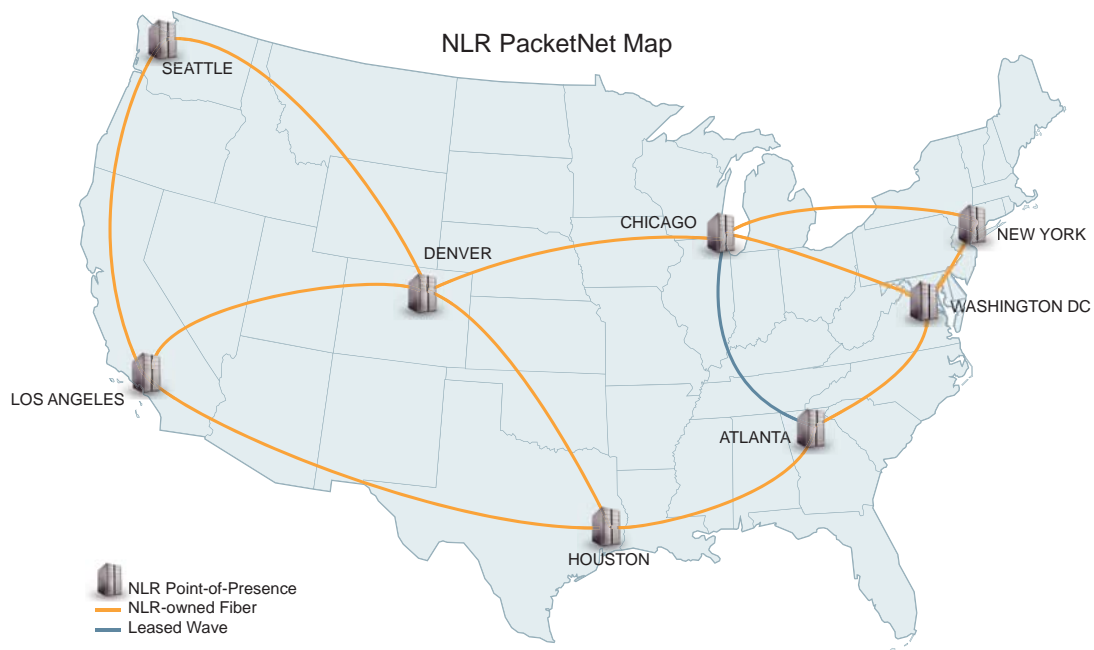 NLR PacketNet Map
SEATTLE
CHICAGO
NEW YORK
DENVER
WASHINGTON DC
LOS ANGELES
ATLANTA
HOUSTON
NLR Point-of-Presence
NLR-owned Fiber
Leased Wave